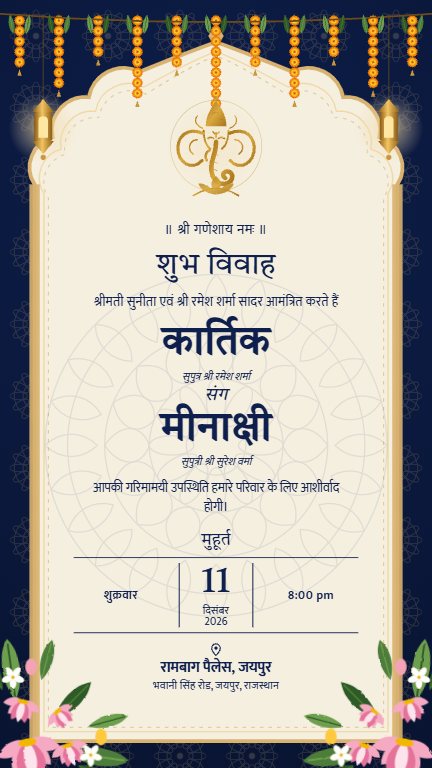 ॥ श्री गणेशाय नमः ॥
शुभ विवाह
श्रीमती सुनीता एवं श्री रमेश शर्मा सादर आमंत्रित करते हैं
कार्तिक
सुपुत्र श्री रमेश शर्मा
संग
मीनाक्षी
सुपुत्री श्री सुरेश वर्मा
आपकी गरिमामयी उपस्थिति हमारे परिवार के लिए आशीर्वाद
होगी।
मुहूर्त
शुक्रवार
11
दिसंबर
2026
8:00 pm
रामबाग पैलेस, जयपुर
भवानी सिंह रोड, जयपुर, राजस्थान